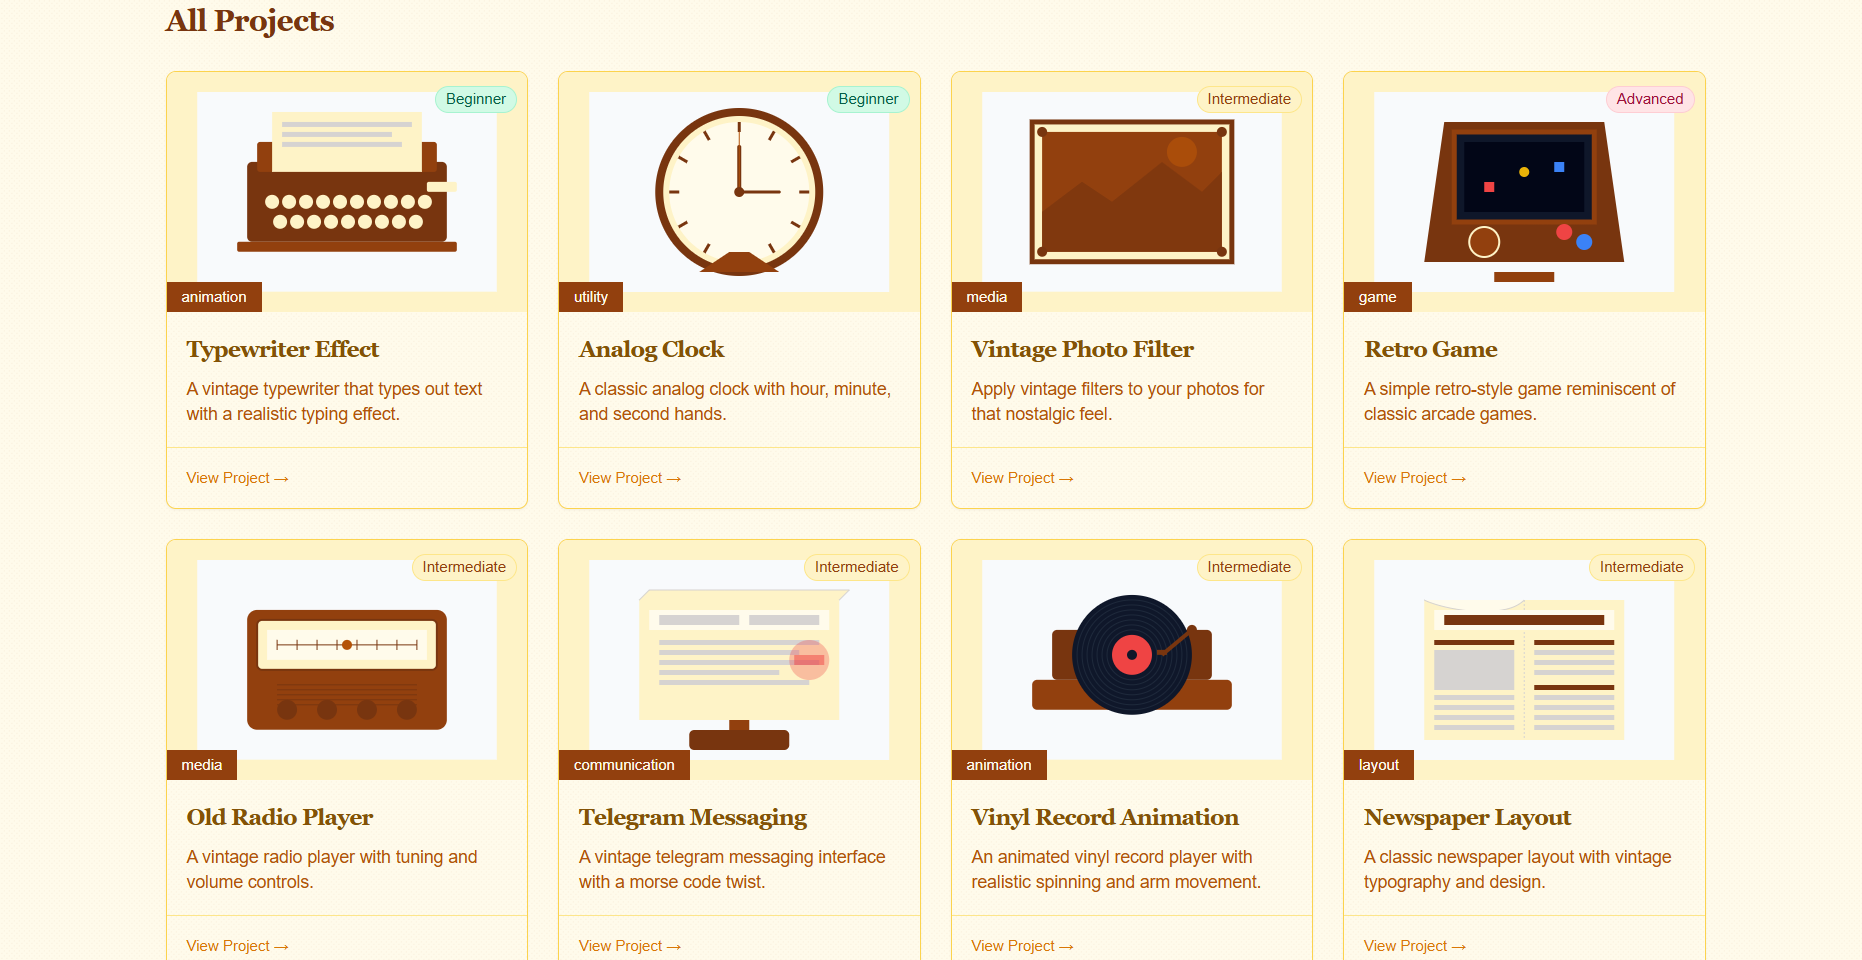 All Projects
Beginner
animation
Typewriter Effect
A vintage typewriter that types out text
with a realistic typing effect.
View Project →
Beginner
utility
Analog Clock
A classic analog clock with hour, minute,
and second hands.
View Project →
Intermediate
media
Vintage Photo Filter
Apply vintage filters to your photos for
that nostalgic feel.
View Project →
Advanced
game
Retro Game
A simple retro-style game reminiscent of
classic arcade games.
View Project →
Intermediate
media
Old Radio Player
A vintage radio player with tuning and
volume controls.
View Project →
Intermediate
communication
Telegram Messaging
A vintage telegram messaging interface
with a morse code twist.
View Project →
Intermediate
animation
Vinyl Record Animation
An animated vinyl record player with
realistic spinning and arm movement.
View Project →
Intermediate
layout
Newspaper Layout
A classic newspaper layout with vintage
typography and design.
View Project →